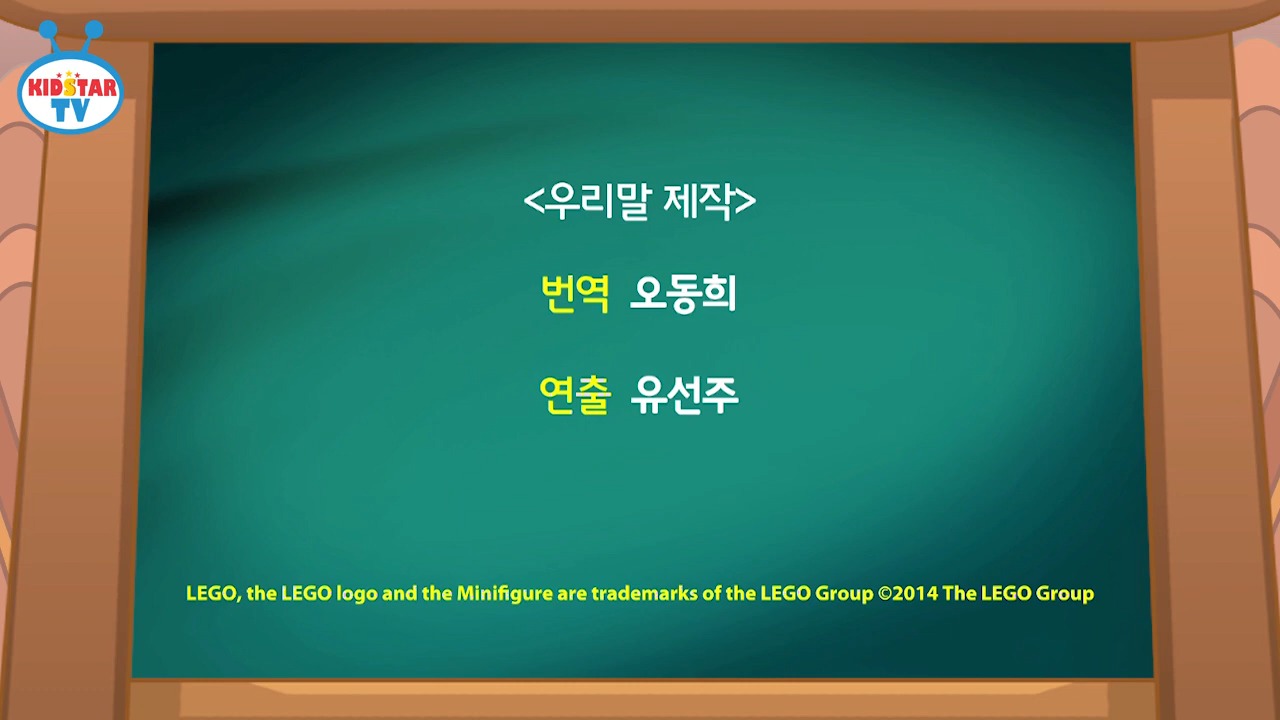 KIDSTAR
TV
<우리말 제작>
번역 오동희
연출 유선주
LEGO, the LEGO logo and the Minifigure are trademarks of the LEGO Group ©2014 The LEGO Group